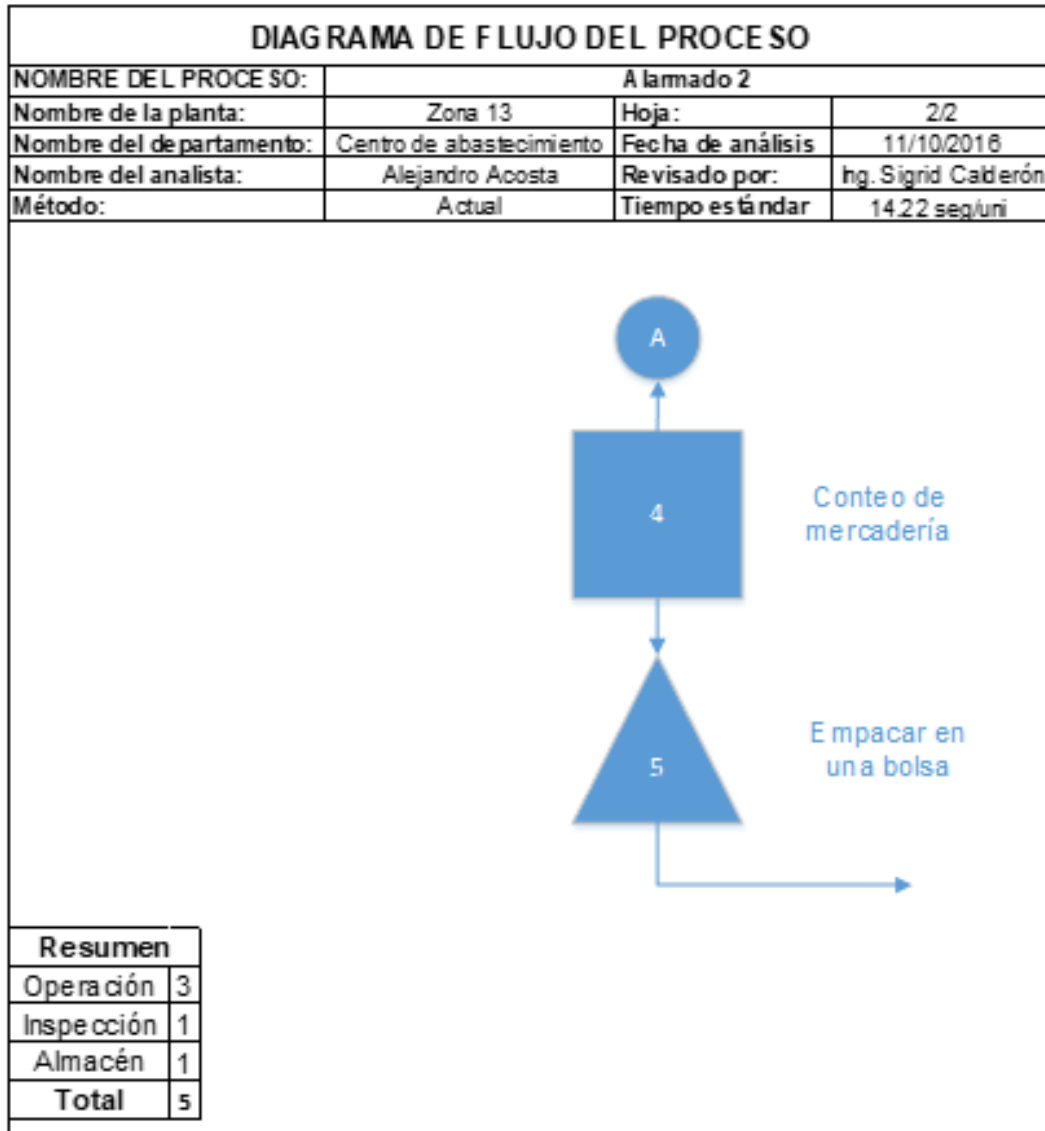 DIAGRAMA DE FLUJO DEL PROCESO
NOMBRE DEL PROCESO: Alarmado 2
Nombre de la planta: Zona 13 Hoja: 2/2
Nombre del departamento: Centro de abastecimiento Fecha de análisis 11/10/2016
Nombre del analista: Alejandro Acosta Revisado por: Ing. Sigrid Calderón
Método: Actual Tiempo estándar 14.22 seg/uni
A
4
Conteo de
mercadería
5
Empacar en
una bolsa
Resumen
Operación 3
Inspección 1
Almacén 1
Total 5